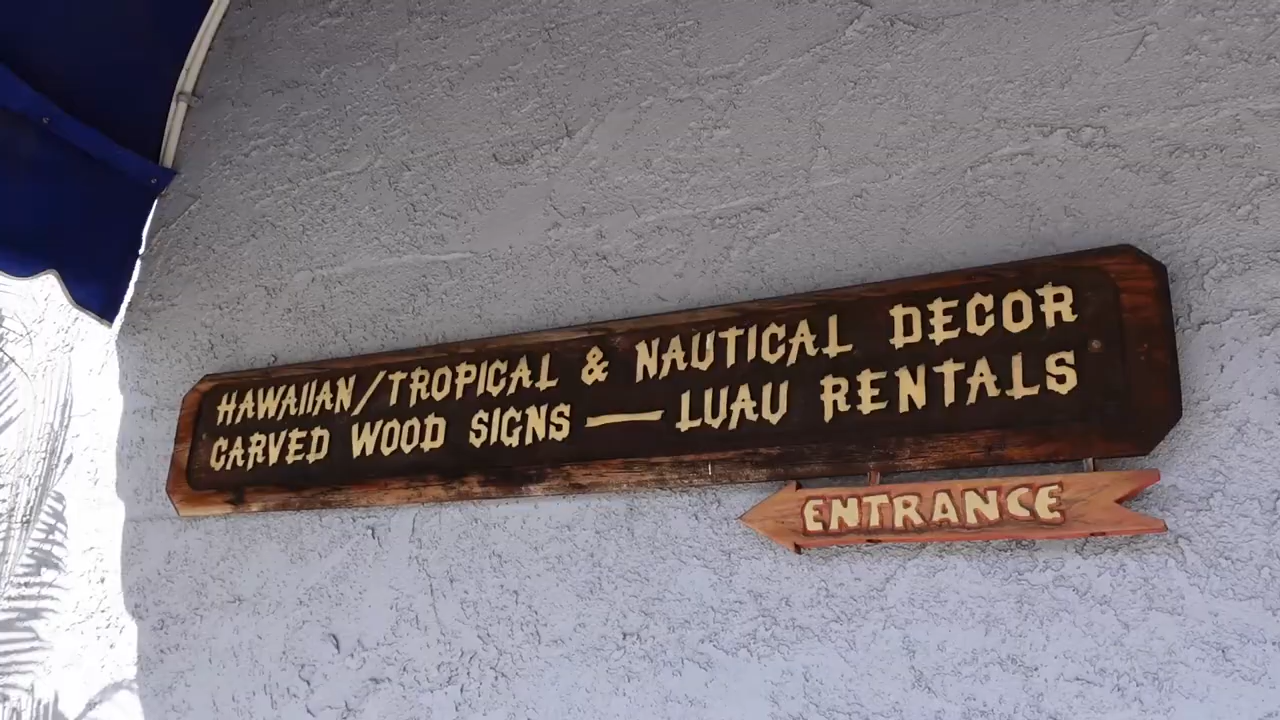 HAWAIIAN/TROPICAL & NAUTICAL DECOR
CARVED WOOD SIGNS — LUAU RENTALS
ENTRANCE